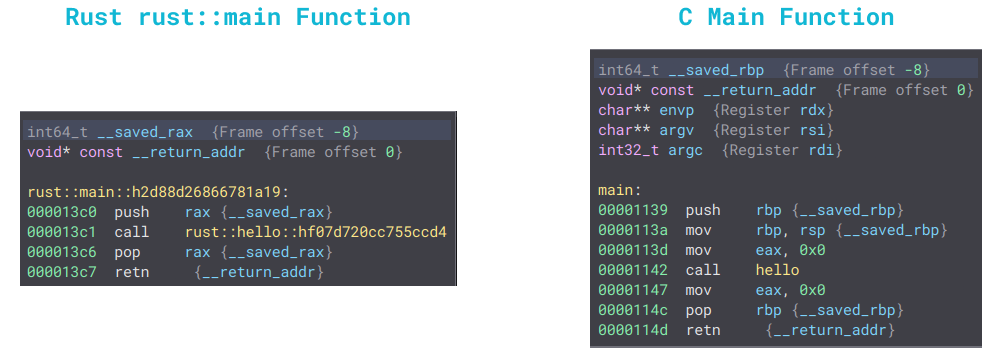 Rust rust::main Function
int64_t __saved_rax {Frame offset -8}
void* const __return_addr {Frame offset 0}
rust::main::h2d88d26866781a19:
000013c0 push rax {__saved_rax}
000013c1 call rust::hello::hf07d720cc755ccd4
000013c6 pop rax {__saved_rax}
000013c7 retn {__return_addr}
C Main Function
int64_t __saved_rbp {Frame offset -8}
void* const __return_addr {Frame offset 0}
char** envp {Register rdx}
char** argv {Register rsi}
int32_t argc {Register rdi}
main:
00001139 push rbp {__saved_rbp}
0000113a mov rbp, rsp {__saved_rbp}
0000113d mov eax, 0x0
00001142 call hello
00001147 mov eax, 0x0
0000114c pop rbp {__saved_rbp}
0000114d retn {__return_addr}